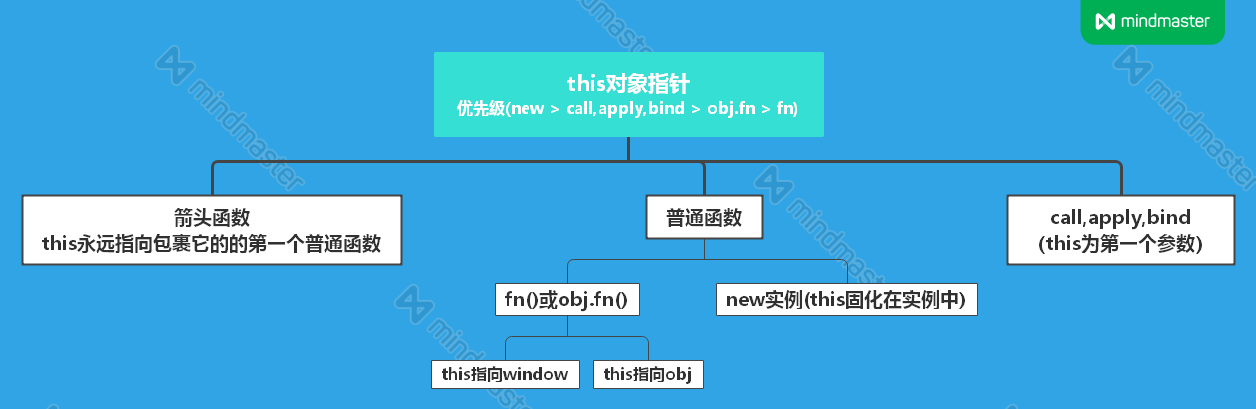 mindmaster
this对象指针
优先级(new > call,apply,bind > obj.fn > fn)
箭头函数
this永远指向包裹它的的第一个普通函数
普通函数
call,apply,bind
(this为第一个参数)
fn()或obj.fn()
new实例(this固化在实例中)
this指向window
this指向obj
mindmaster
mindmaster
mindmaster
mindmaster
mindmaster